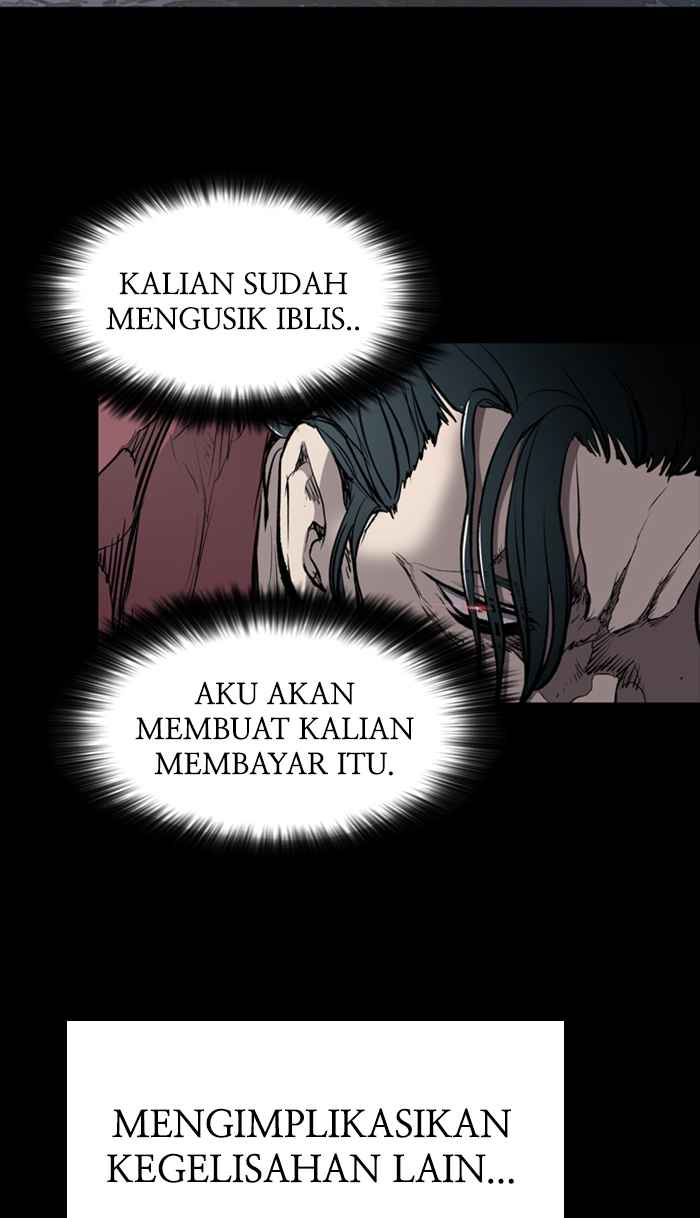 KALIAN SUDAH
MENGUSIK IBLIS..
AKU AKAN
MEMBUAT KALIAN
MEMBAYAR ITU.
MENGIMPLIKASIKAN
KEGELISAHAN LAIN...